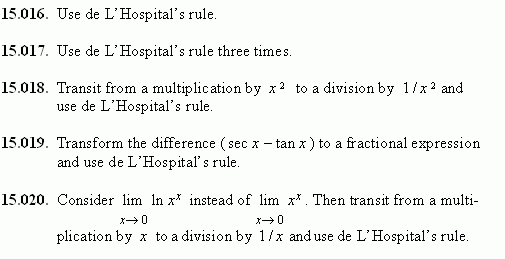 15.016. Use de L'Hospital's rule.
15.017. Use de L'Hospital's rule three times.
15.018. Transit from a multiplication by x² to a division by 1/x² and
use de L'Hospital's rule.
15.019. Transform the difference (sec x – tan x) to a fractional expression
and use de L'Hospital's rule.
15.020. Consider lim ln xˣ instead of lim xˣ. Then transit from a multi-
x→0 x→0
plication by x to a division by 1/x and use de L'Hospital's rule.